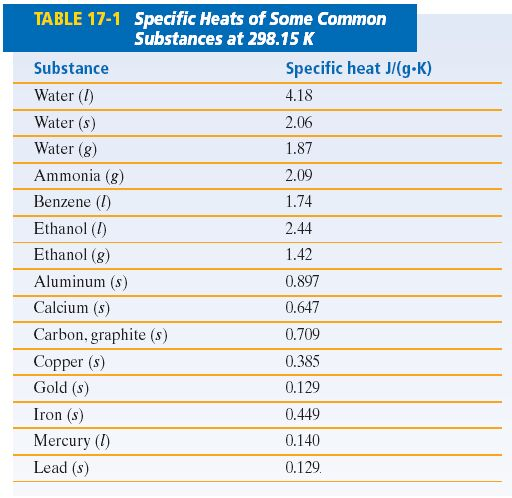 TABLE 17-1 Specific Heats of Some Common
Substances at 298.15 K
Substance Specific heat J/(g•K)
Water (l) 4.18
Water (s) 2.06
Water (g) 1.87
Ammonia (g) 2.09
Benzene (l) 1.74
Ethanol (l) 2.44
Ethanol (g) 1.42
Aluminum (s) 0.897
Calcium (s) 0.647
Carbon, graphite (s) 0.709
Copper (s) 0.385
Gold (s) 0.129
Iron (s) 0.449
Mercury (l) 0.140
Lead (s) 0.129.